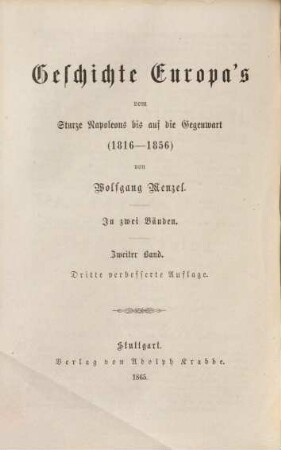 Geschichte Europa's
vom
Sturze Napoleons bis auf die Gegenwart
(1816—1856)
von
Wolfgang Menzel.
In zwei Bänden.
Zweiter Band.
Dritte verbesserte Auflage.
Stuttgart.
Verlag von Adolph Krabbe.
1865.